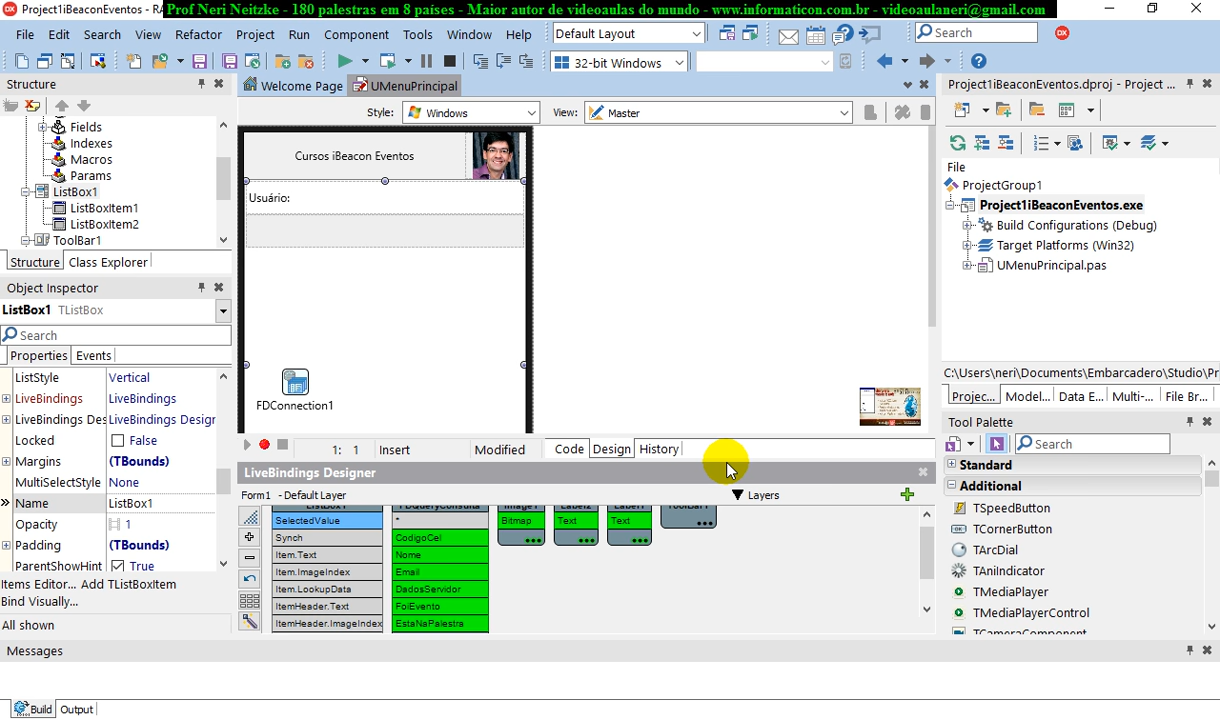 Project1iBeaconEventos - RA
Prof Neri Neitzke - 180 palestras em 8 países - Maior autor de videoaulas do mundo - www.informaticon.com.br - videoaulaneri@gmail.com
File Edit Search View Refactor Project Run Component Tools Window Help
Default Layout
Search
DX
32-bit Windows
Structure
Fields
Indexes
Macros
Params
ListBox1
ListBoxItem1
ListBoxItem2
ToolBar1
Structure Class Explorer
Object Inspector
ListBox1 TListBox
Search
Properties Events
ListStyle Vertical
LiveBindings LiveBindings
LiveBindings Des LiveBindings Design
Locked False
Margins (TBounds)
MultiSelectStyle None
Name ListBox1
Opacity 1
Padding (TBounds)
ParentShowHint True
Items Editor... Add TListBoxItem
Bind Visually...
All shown
Welcome Page UMenuPrincipal
Style: Windows View: Master
Cursos iBeacon Eventos
Usuário:
FDConnection1
1: 1 Insert Modified Code Design History
LiveBindings Designer
Form1 - Default Layer Layers
ListBox1
SelectedValue
Synch
Item.Text
Item.ImageIndex
Item.LookupData
ItemHeader.Text
ItemHeader.ImageIndex
FDQueryConsulta
*
CodigoCel
Nome
Email
DadosServidor
FoiEvento
EstaNaPalestra
Image1
Bitmap
Label2
Text
Label1
Text
ToolBar1
Project1iBeaconEventos.dproj - Project ...
File
ProjectGroup1
Project1iBeaconEventos.exe
Build Configurations (Debug)
Target Platforms (Win32)
UMenuPrincipal.pas
C:\Users\neri\Documents\Embarcadero\Studio\Pr
Projec... Model... Data E... Multi-... File Br...
Tool Palette
Search
Standard
Additional
TSpeedButton
TCornerButton
TArcDial
TAniIndicator
TMediaPlayer
TMediaPlayerControl
TCameraComponent
Messages
Build Output